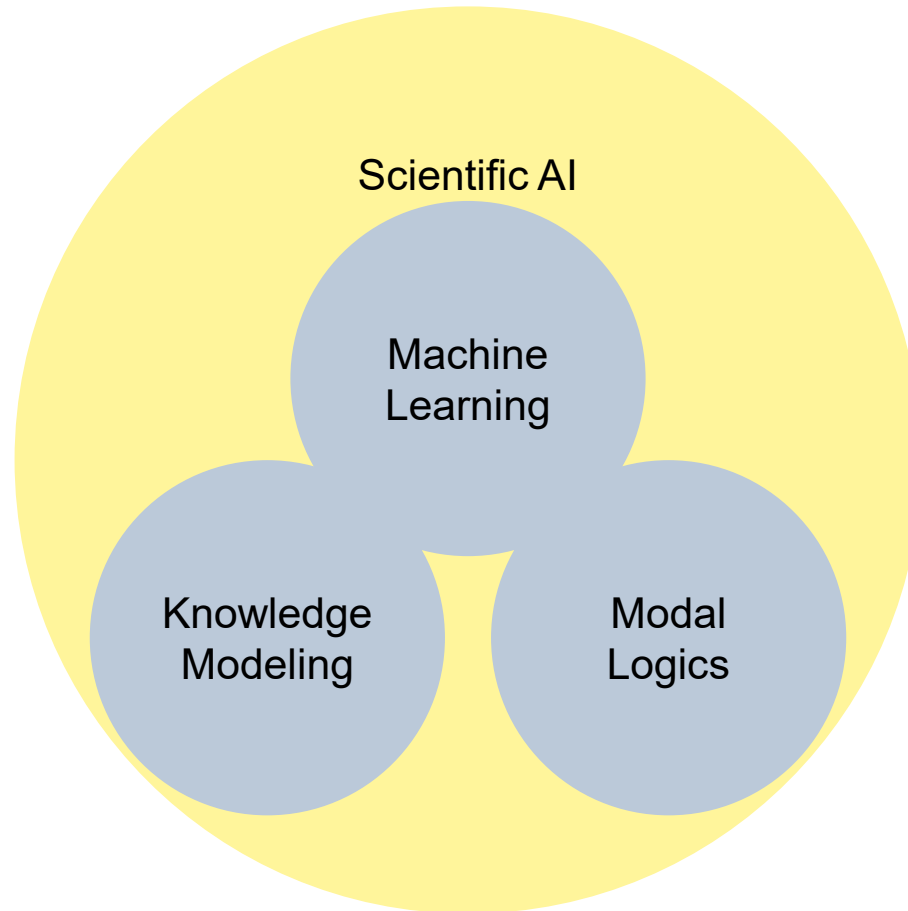 Scientific AI
Machine
Learning
Knowledge
Modeling
Modal
Logics